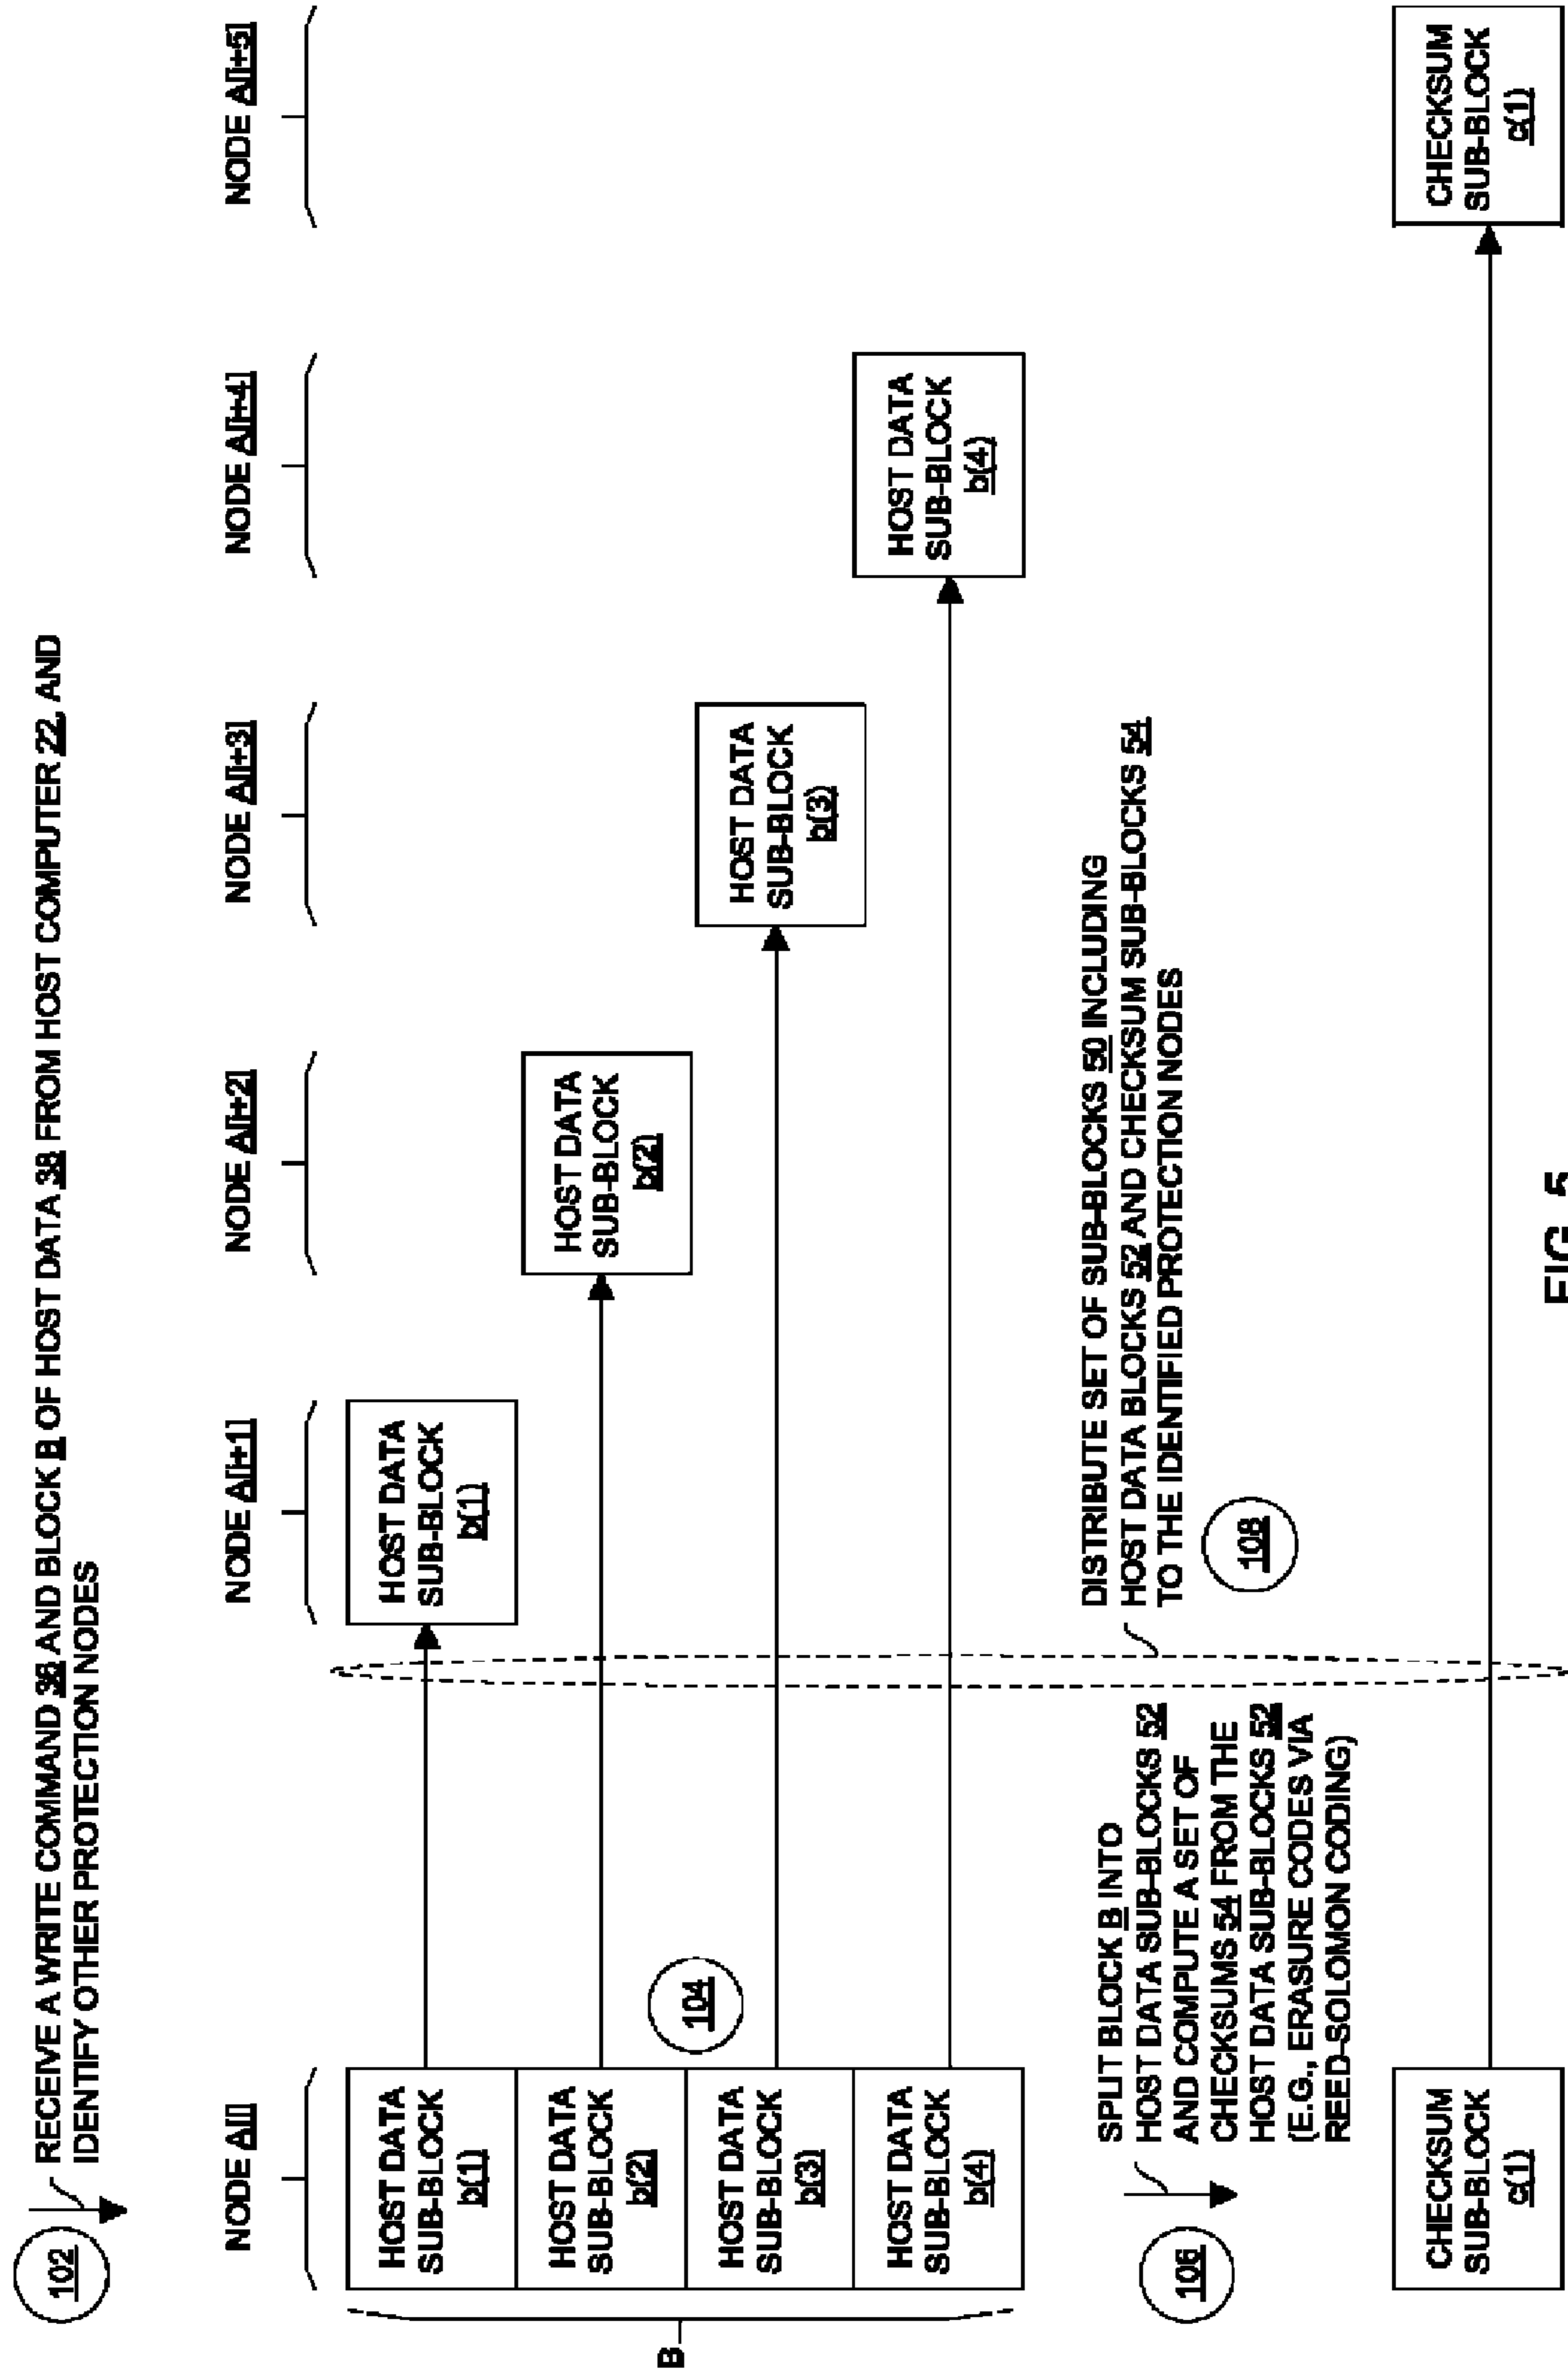 102
RECEIVE A WRITE COMMAND 36 AND BLOCK B OF HOST DATA 38 FROM HOST COMPUTER 22, AND
IDENTIFY OTHER PROTECTION NODES
NODE A[i]
NODE A[i+1]
NODE A[i+2]
NODE A[i+3]
NODE A[i+4]
NODE A[i+5]
B
HOST DATA
SUB-BLOCK
b(1)
HOST DATA
SUB-BLOCK
b(2)
HOST DATA
SUB-BLOCK
b(3)
HOST DATA
SUB-BLOCK
b(4)
104
HOST DATA
SUB-BLOCK
b(1)
HOST DATA
SUB-BLOCK
b(2)
HOST DATA
SUB-BLOCK
b(3)
HOST DATA
SUB-BLOCK
b(4)
106
SPLIT BLOCK B INTO
HOST DATA SUB-BLOCKS 52
AND COMPUTE A SET OF
CHECKSUMS 54 FROM THE
HOST DATA SUB-BLOCKS 52
(E.G., ERASURE CODES VIA
REED-SOLOMON CODING)
DISTRIBUTE SET OF SUB-BLOCKS 50 INCLUDING
HOST DATA BLOCKS 52 AND CHECKSUM SUB-BLOCKS 54
TO THE IDENTIFIED PROTECTION NODES
108
CHECKSUM
SUB-BLOCK
c(1)
CHECKSUM
SUB-BLOCK
c(1)
FIG. 5